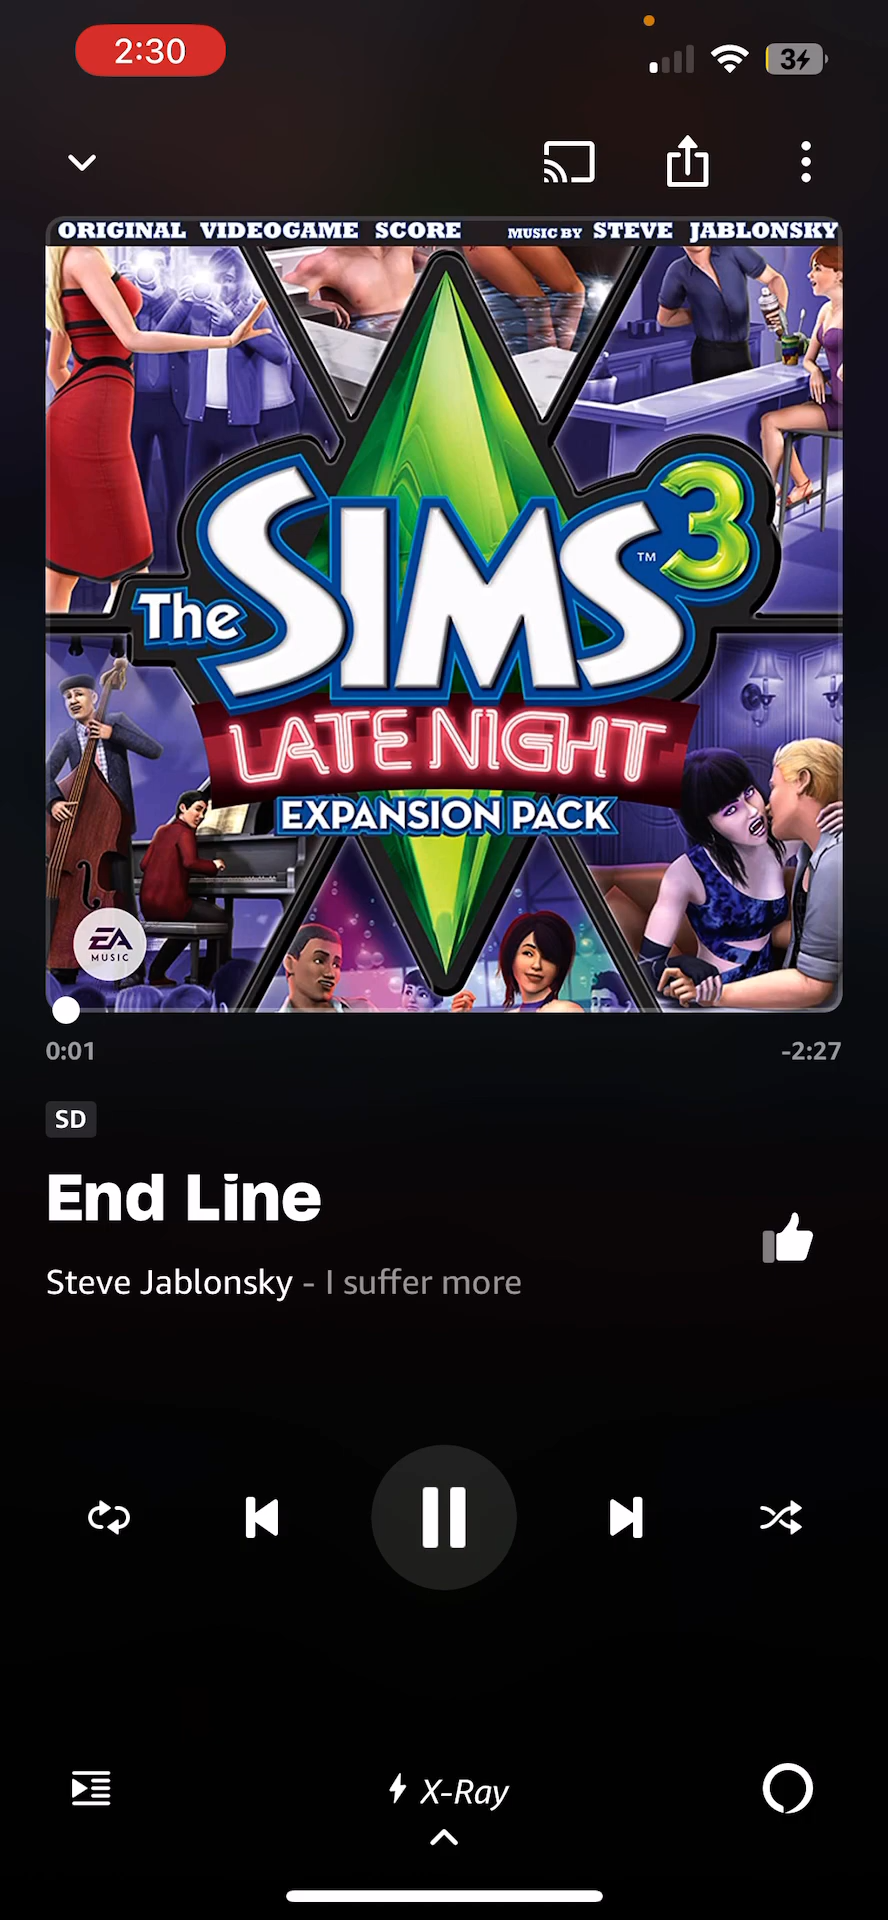 2:30
3
ORIGINAL VIDEOGAME SCORE MUSIC BY STEVE JABLONSKY
The SIMS 3
TM
LATE NIGHT
EXPANSION PACK
EA
MUSIC
0:01 -2:27
SD
End Line
Steve Jablonsky - I suffer more
X-Ray